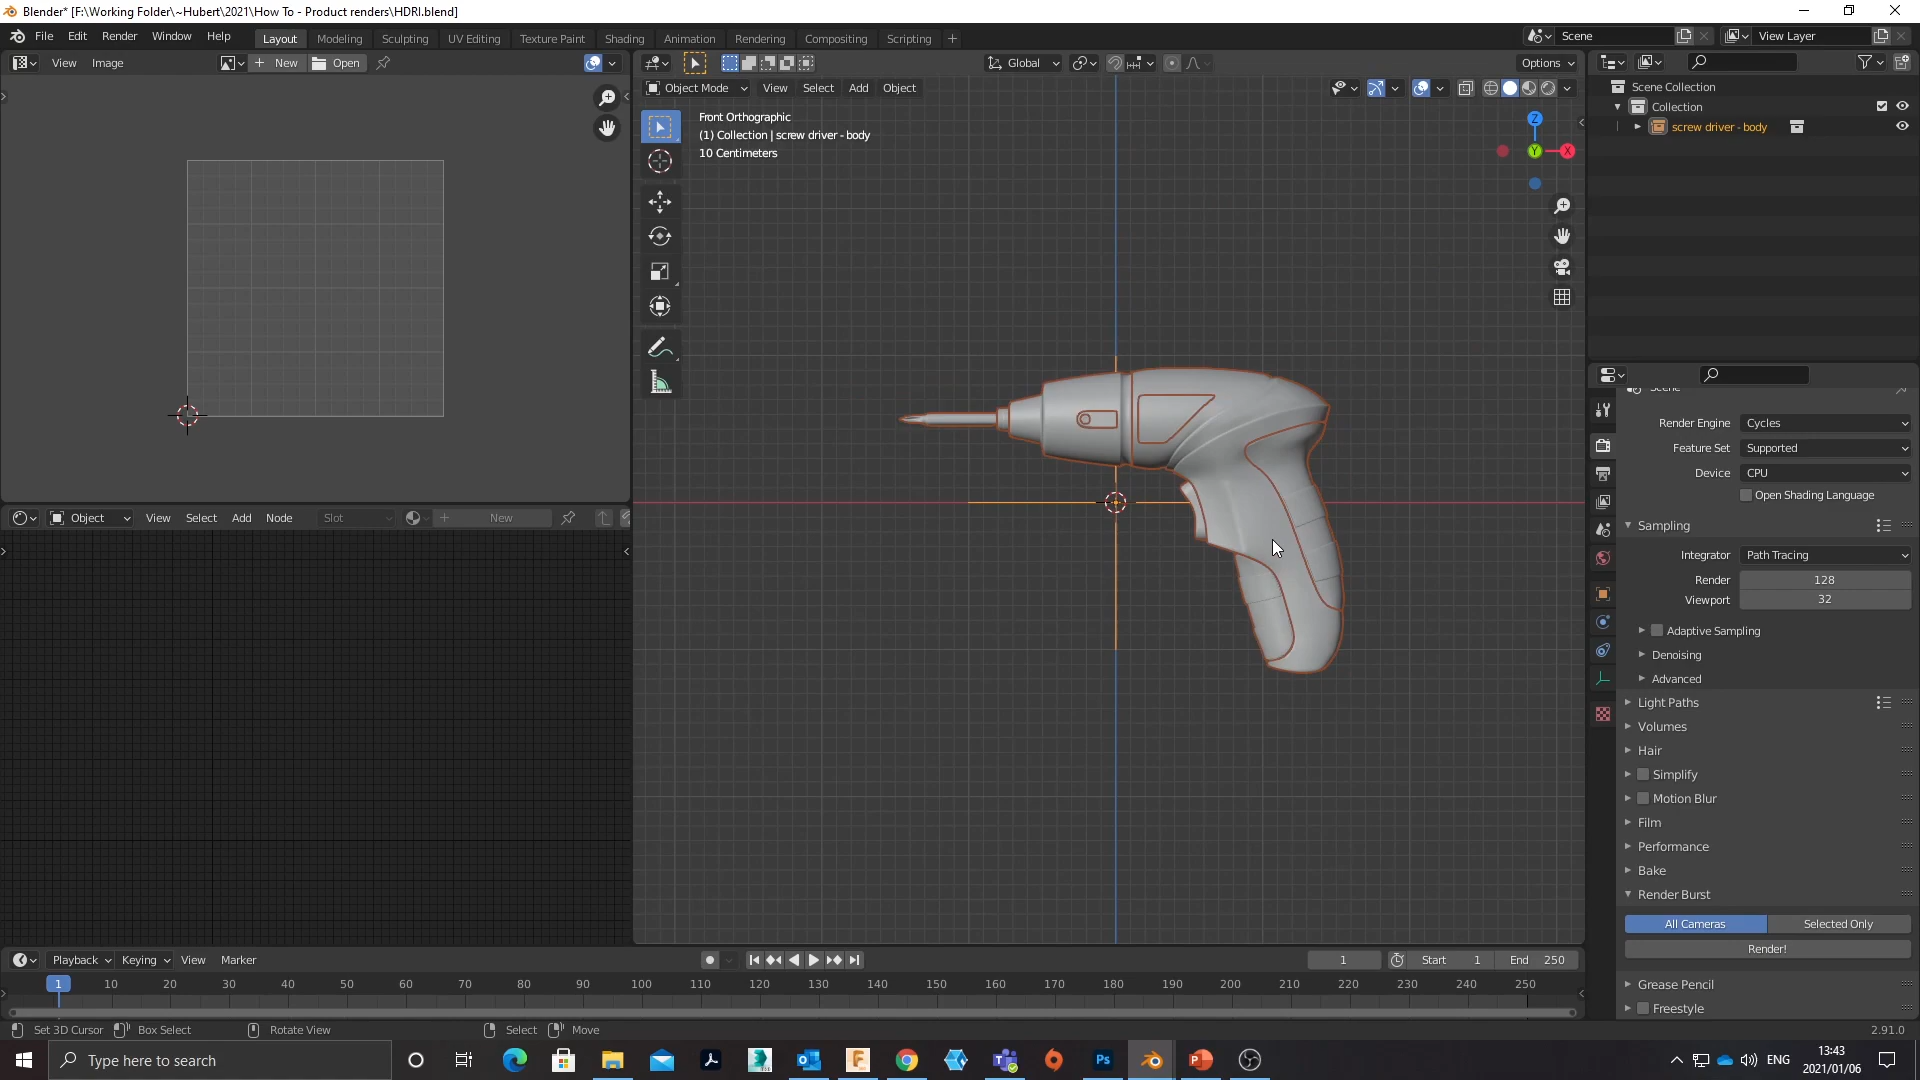 Blender* [F:\Working Folder\~Hubert\2021\How To - Product renders\HDRI.blend]
File Edit Render Window Help
Layout Modeling Sculpting UV Editing Texture Paint Shading Animation Rendering Compositing Scripting
Scene
View Layer
View Image New Open
Global
Options
Object Mode View Select Add Object
Front Orthographic
(1) Collection | screw driver - body
10 Centimeters
Z
Y
X
Scene Collection
Collection
screw driver - body
Scene
Render Engine Cycles
Feature Set Supported
Device CPU
Open Shading Language
Sampling
Integrator Path Tracing
Render 128
Viewport 32
Adaptive Sampling
Denoising
Advanced
Light Paths
Volumes
Hair
Simplify
Motion Blur
Film
Performance
Bake
Render Burst
All Cameras Selected Only
Render!
Grease Pencil
Freestyle
Object View Select Add Node Slot New
Playback Keying View Marker
1 Start 1 End 250
1 10 20 30 40 50 60 70 80 90 100 110 120 130 140 150 160 170 180 190 200 210 220 230 240 250
Set 3D Cursor Box Select Rotate View Select Move
2.91.0
Type here to search
Ps
ENG
13:43
2021/01/06